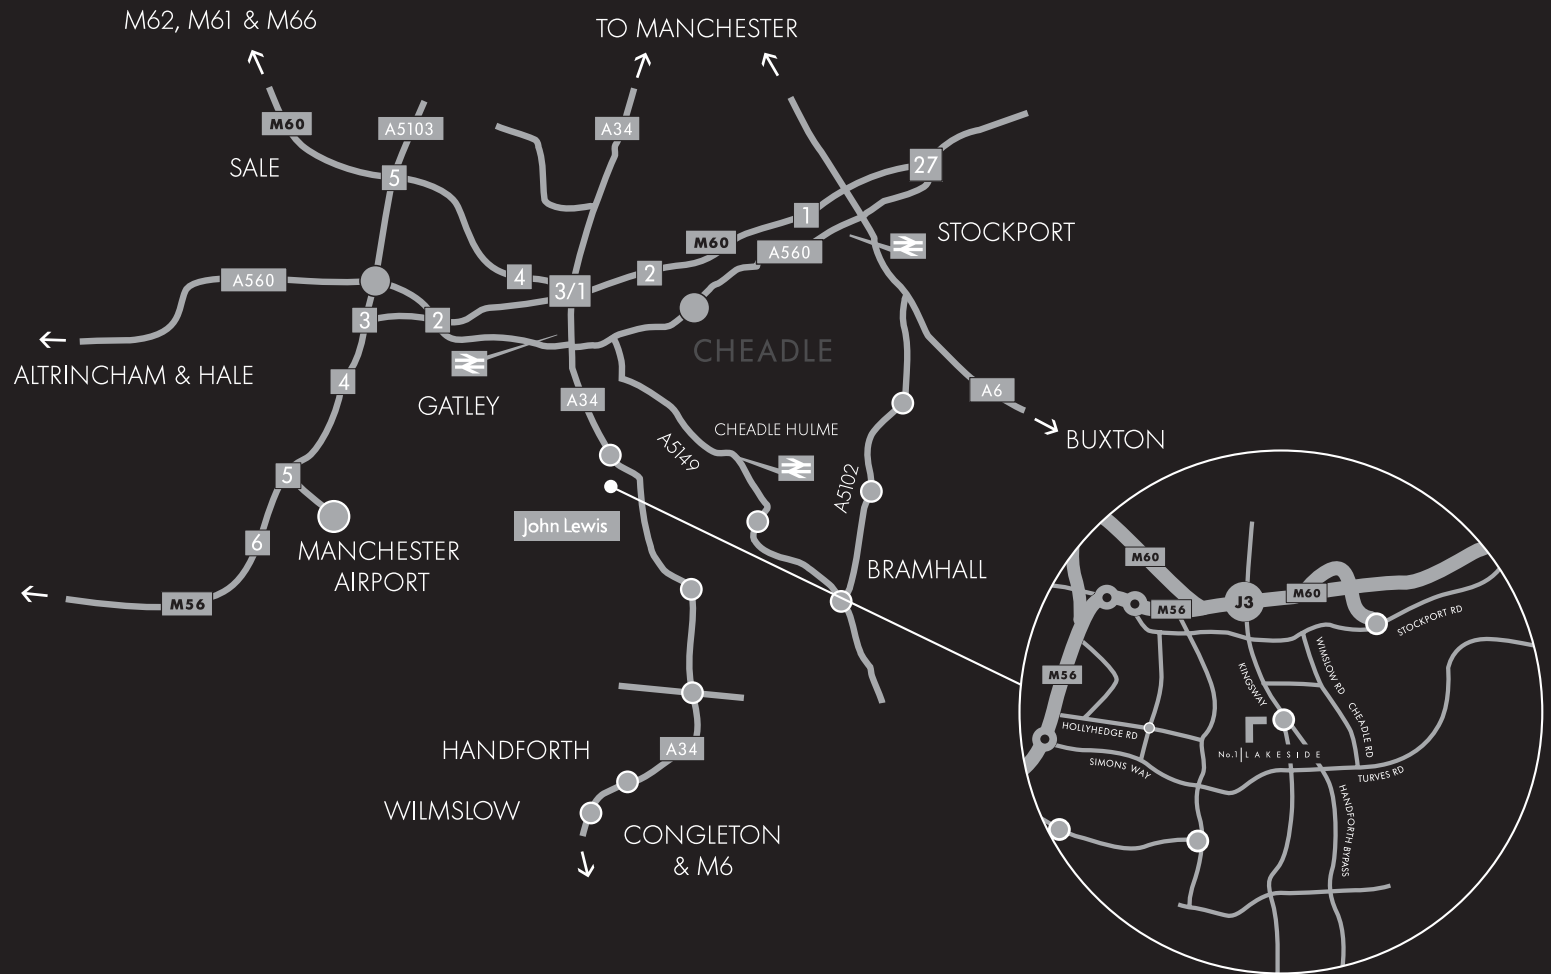 M62, M61 & M66
TO MANCHESTER
M60
A5103
A34
SALE
5
27
1
STOCKPORT
M60
A560
2
4
3/1
A560
3
2
CHEADLE
ALTRINCHAM & HALE
4
GATLEY
A34
A6
CHEADLE HULME
BUXTON
A5149
A5102
5
John Lewis
6
MANCHESTER
AIRPORT
BRAMHALL
M56
HANDFORTH
A34
WILMSLOW
CONGLETON
& M6
M60
M60
M56
J3
STOCKPORT RD
WIMSLOW RD
KINGSWAY
M56
CHEADLE RD
HOLLYHEDGE RD
No.1 | LAKESIDE
SIMONS WAY
TURVES RD
HANDFORTH BYPASS